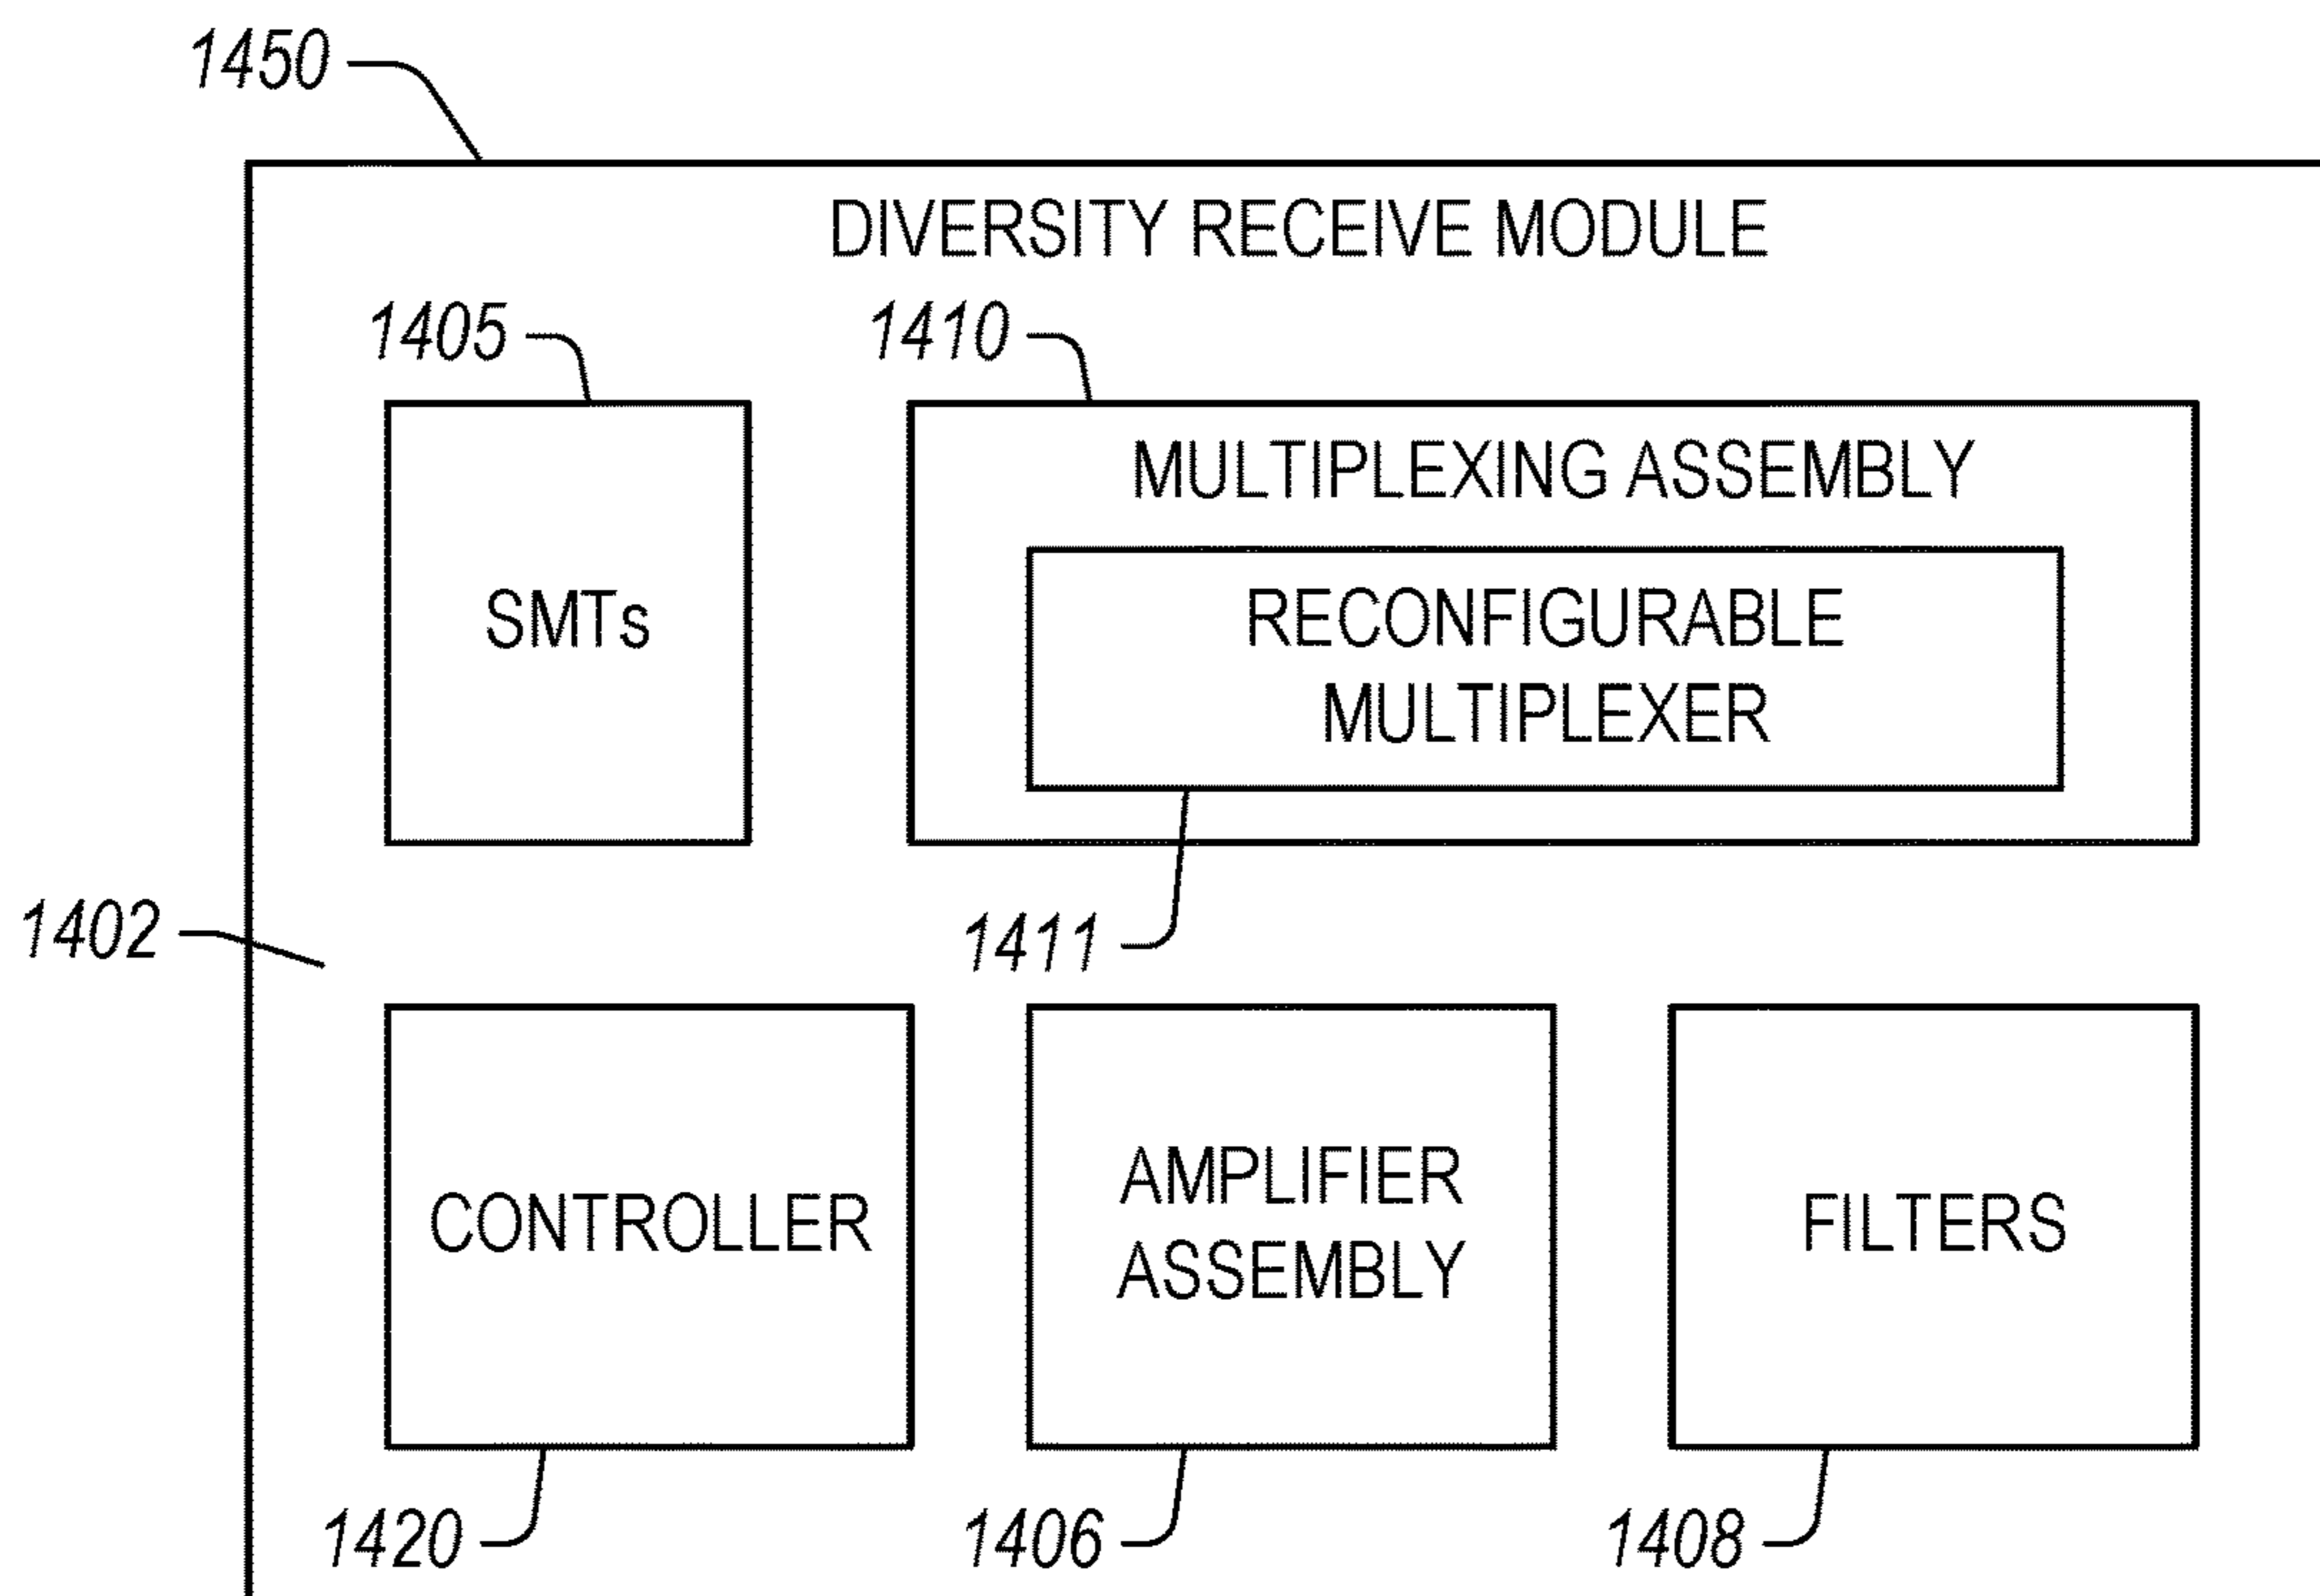 1450
DIVERSITY RECEIVE MODULE
1405
1410
MULTIPLEXING ASSEMBLY
SMTs
RECONFIGURABLE
MULTIPLEXER
1402
1411
CONTROLLER
AMPLIFIER
ASSEMBLY
FILTERS
1420
1406
1408